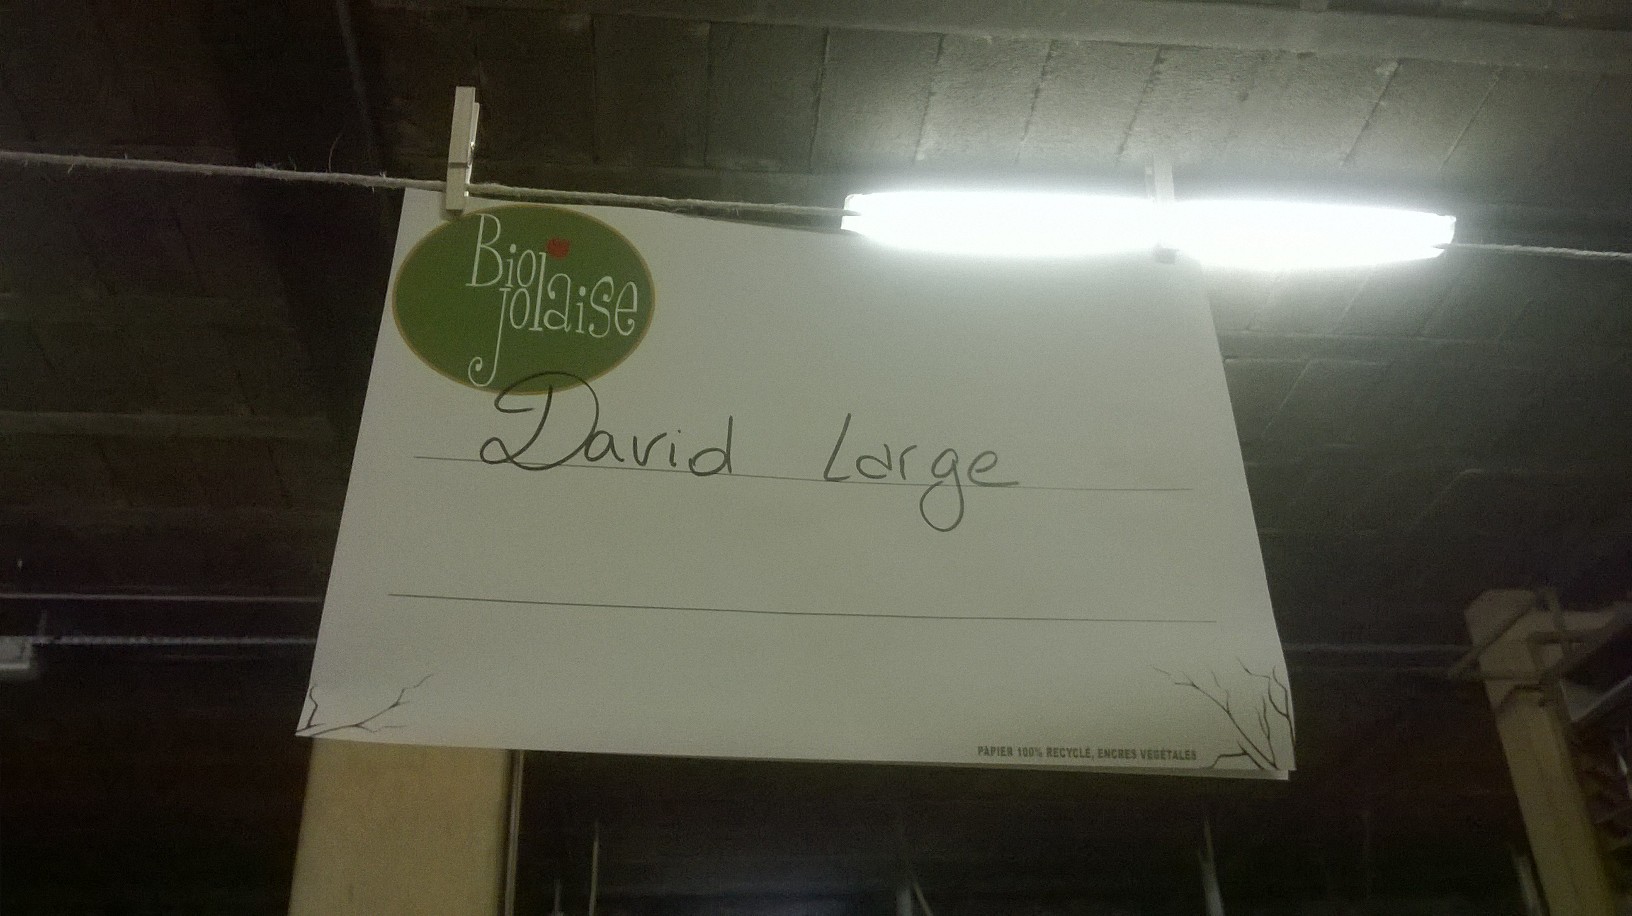 Bio
jolaise
David Large
PAPIER 100% RECYCLÉ, ENCRES VÉGÉTALES